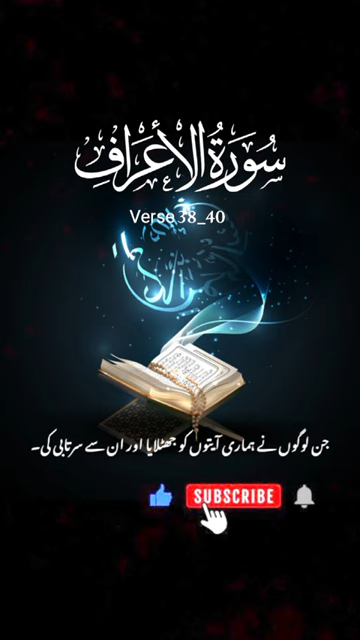 سُورَةُ الأَعْرَافِ
Verse 38_40
جن لوگوں نے ہماری آیتوں کو جھٹلایا اور ان سے سرتابی کی۔
SUBSCRIBE